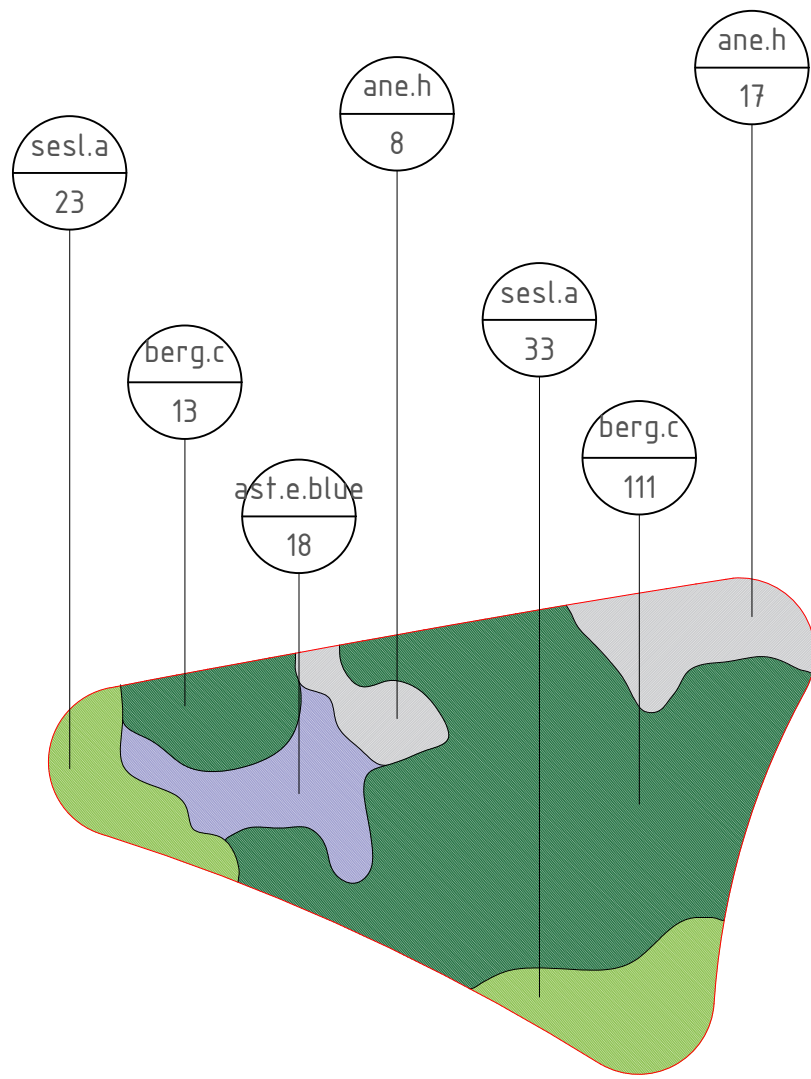 ane.h
17
ane.h
8
sesl.a
23
sesl.a
33
berg.c
13
berg.c
111
ast.e.blue
18